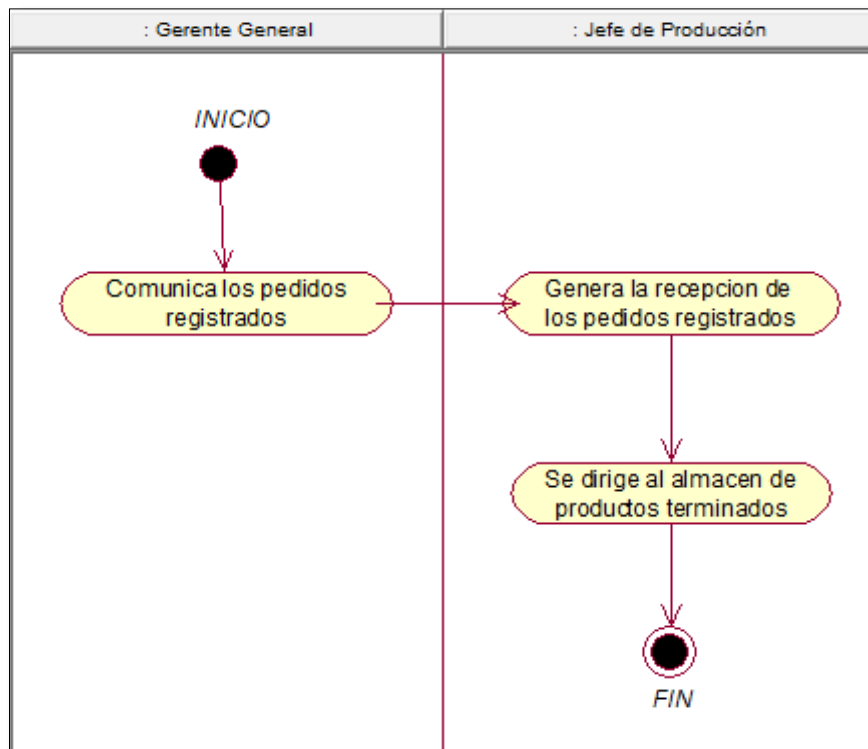 : Gerente General
: Jefe de Producción
INICIO
Comunica los pedidos
registrados
Genera la recepcion de
los pedidos registrados
Se dirige al almacen de
productos terminados
FIN